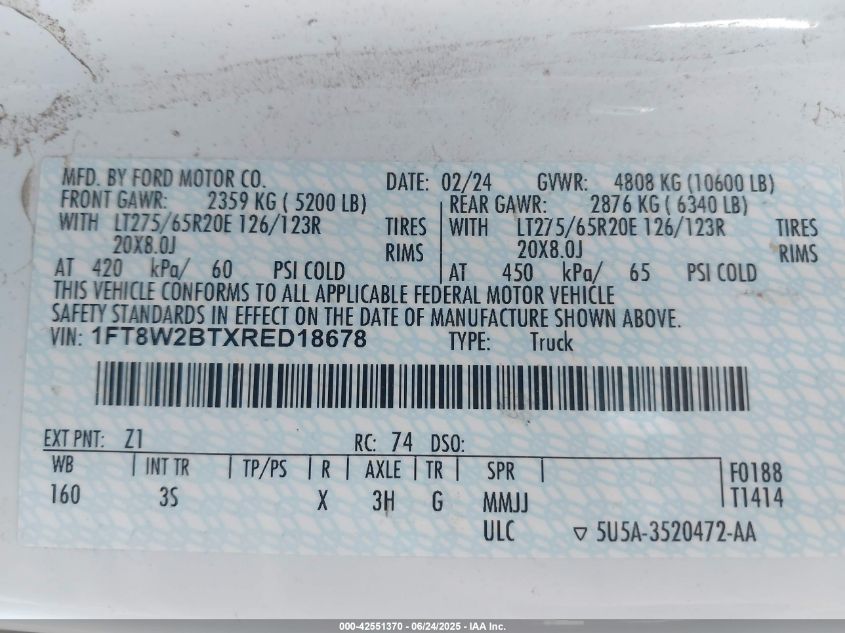 MFD. BY FORD MOTOR CO. DATE: 02/24 GVWR: 4808 KG (10600 LB)
FRONT GAWR: 2359 KG ( 5200 LB) REAR GAWR: 2876 KG ( 6340 LB)
WITH LT275/65R20E 126/123R TIRES WITH LT275/65R20E 126/123R TIRES
20X8.0J RIMS 20X8.0J RIMS
AT 420 kPa/ 60 PSI COLD AT 450 kPa/ 65 PSI COLD
THIS VEHICLE CONFORMS TO ALL APPLICABLE FEDERAL MOTOR VEHICLE
SAFETY STANDARDS IN EFFECT ON THE DATE OF MANUFACTURE SHOWN ABOVE.
VIN: 1FT8W2BTXRED18678 TYPE: Truck
EXT PNT: Z1 RC: 74 DSO:
WB INT TR TP/PS R AXLE TR SPR F0188
160 3S X 3H G MMJJ T1414
ULC ▽ 5U5A-3520472-AA
000-42551370 - 06/24/2025 - IAA Inc.